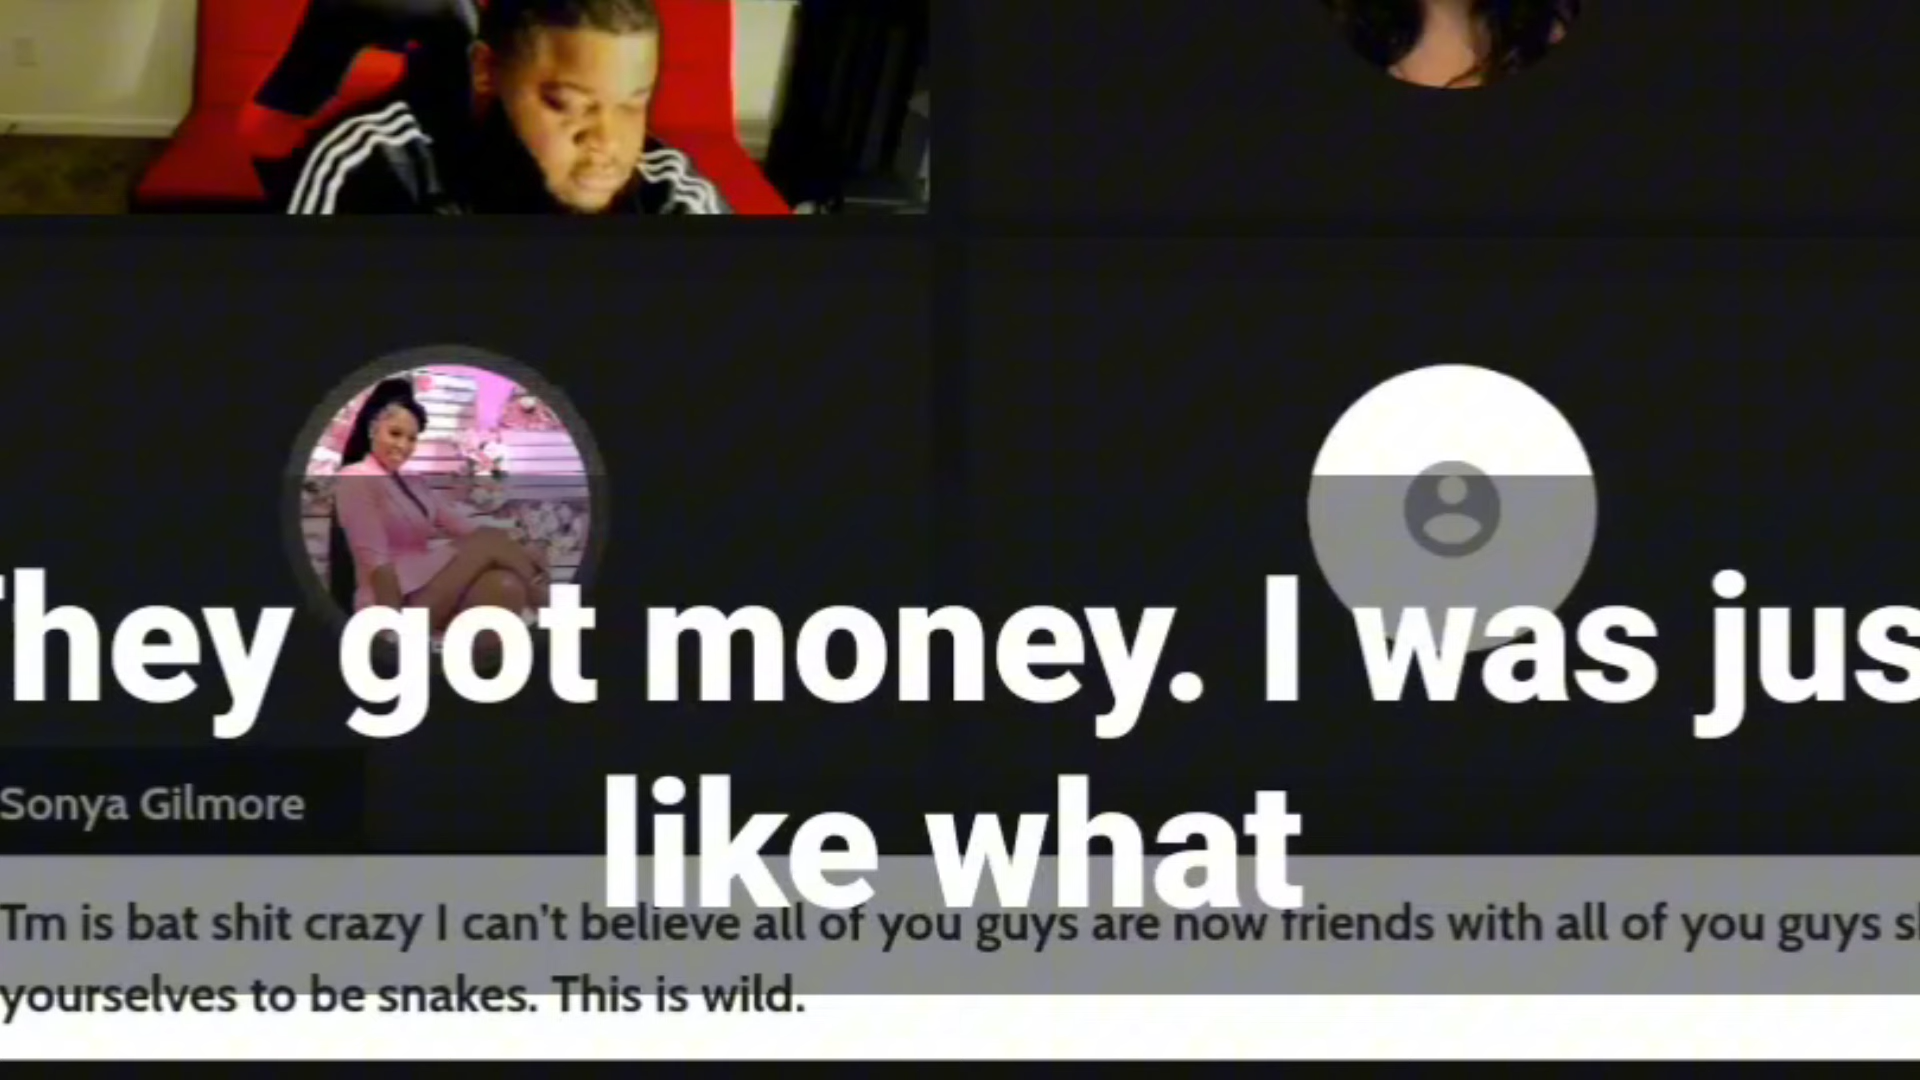 They got money. I was jus
like what
Sonya Gilmore
Tm is bat shit crazy I can't believe all of you guys are now friends with all of you guys
yourselves to be snakes. This is wild.